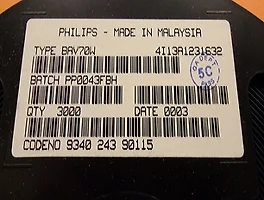 PHILIPS - MADE IN MALAYSIA
TYPE BAV70W 4I13A1231632
BATCH PP0043FBH
5C
QTY 3000 DATE 0003
CODENO 9340 243 90115